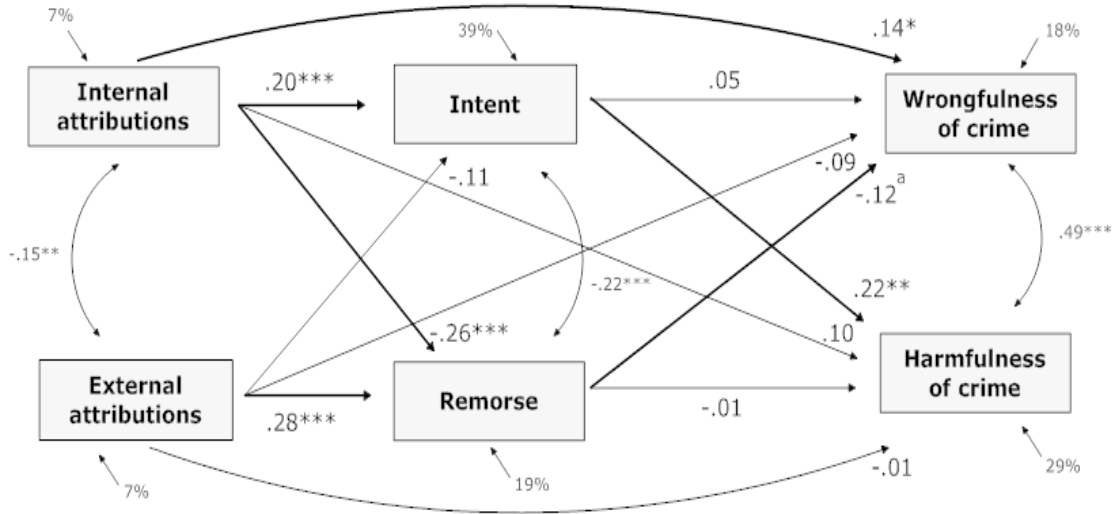 7%
39%
.14*
18%
Internal
attributions
.20***
Intent
.05
Wrongfulness
of crime
-.11
-.09
-.12a
-.15**
-.22***
.49***
.22**
-.26***
.10
External
attributions
.28***
Remorse
-.01
Harmfulness
of crime
7%
19%
-.01
29%